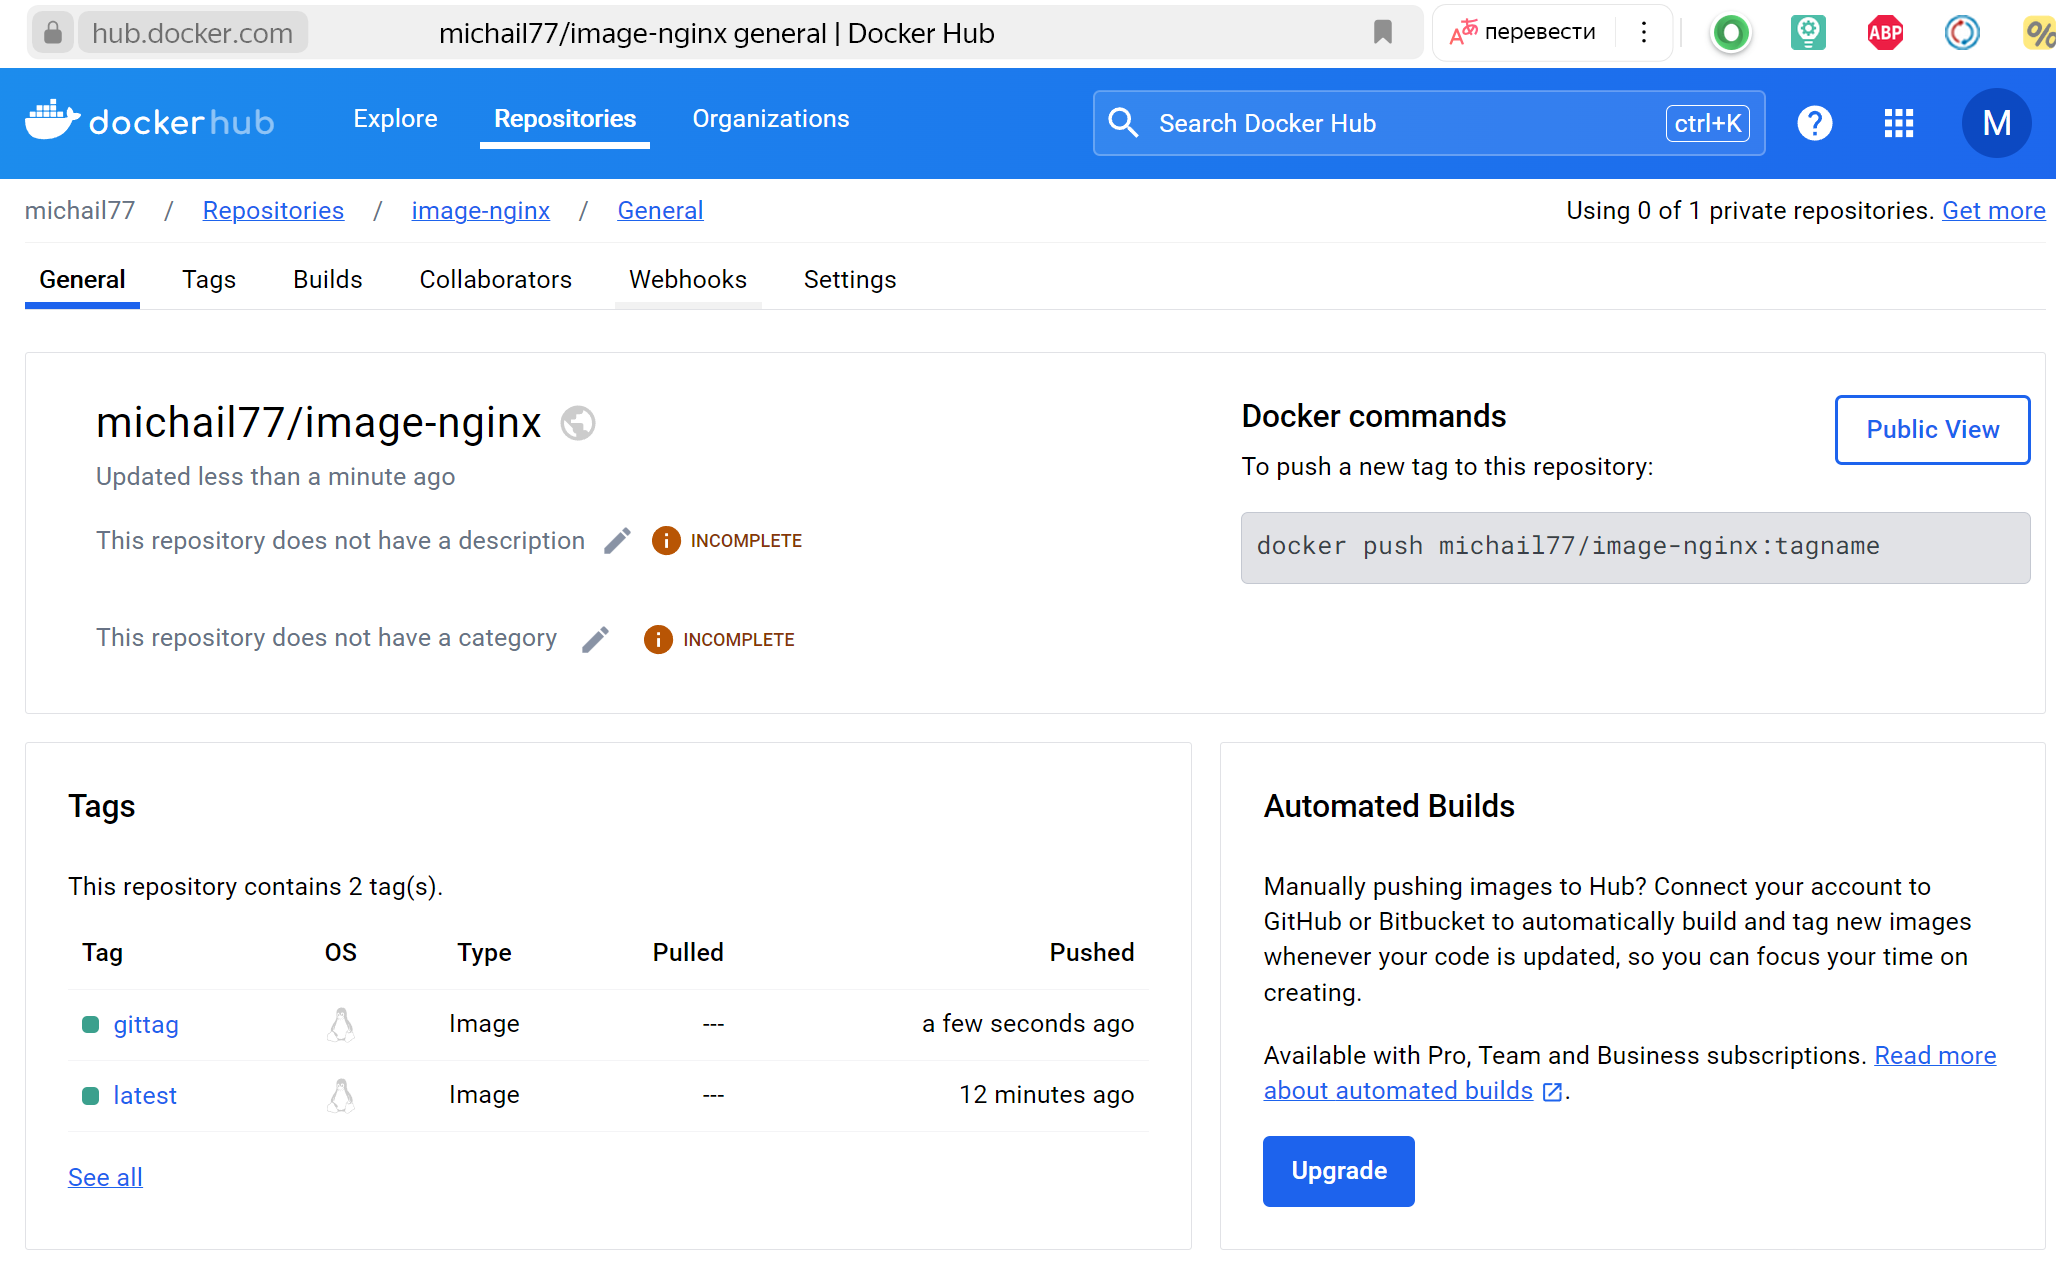 hub.docker.com michail77/image-nginx general | Docker Hub перевести ABP %
dockerhub Explore Repositories Organizations Search Docker Hub ctrl+K ? M
michail77 / Repositories / image-nginx / General Using 0 of 1 private repositories. Get more
General Tags Builds Collaborators Webhooks Settings
michail77/image-nginx
Updated less than a minute ago
This repository does not have a description INCOMPLETE
This repository does not have a category INCOMPLETE
Docker commands
Public View
To push a new tag to this repository:
docker push michail77/image-nginx:tagname
Tags
This repository contains 2 tag(s).
Tag OS Type Pulled Pushed
gittag Image --- a few seconds ago
latest Image --- 12 minutes ago
See all
Automated Builds
Manually pushing images to Hub? Connect your account to
GitHub or Bitbucket to automatically build and tag new images
whenever your code is updated, so you can focus your time on
creating.
Available with Pro, Team and Business subscriptions. Read more
about automated builds .
Upgrade